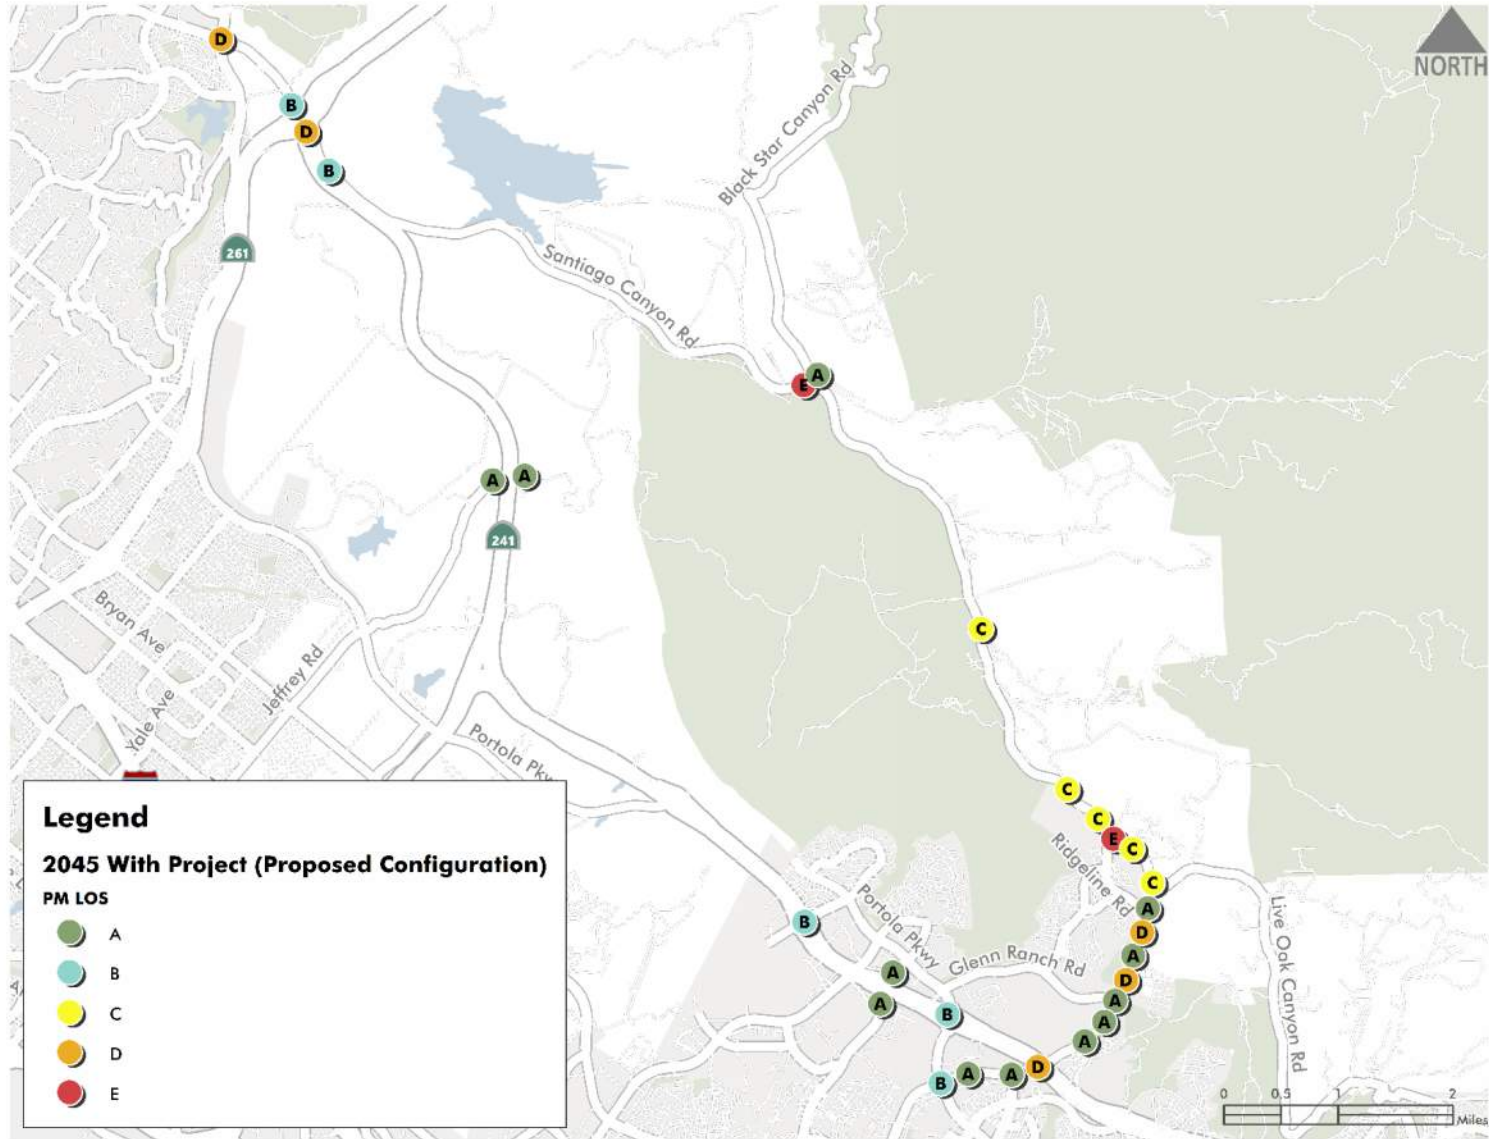 D
NORTH
B
D
B
Black Star Canyon Rd
261
Santiago Canyon Rd
E A
A A
241
C
Bryan Ave
Jeffrey Rd
Yale Ave
Portola Pkw
C
C
E
C
Ridgeline Rd
C
A
B
Portola Pkwy
D
Live Oak Canyon Rd
A
Glenn Ranch Rd
A
D
A
A
B
A
A
D
B
A
A
0 0.5 1 2
Miles
Legend
2045 With Project (Proposed Configuration)
PM LOS
A
B
C
D
E